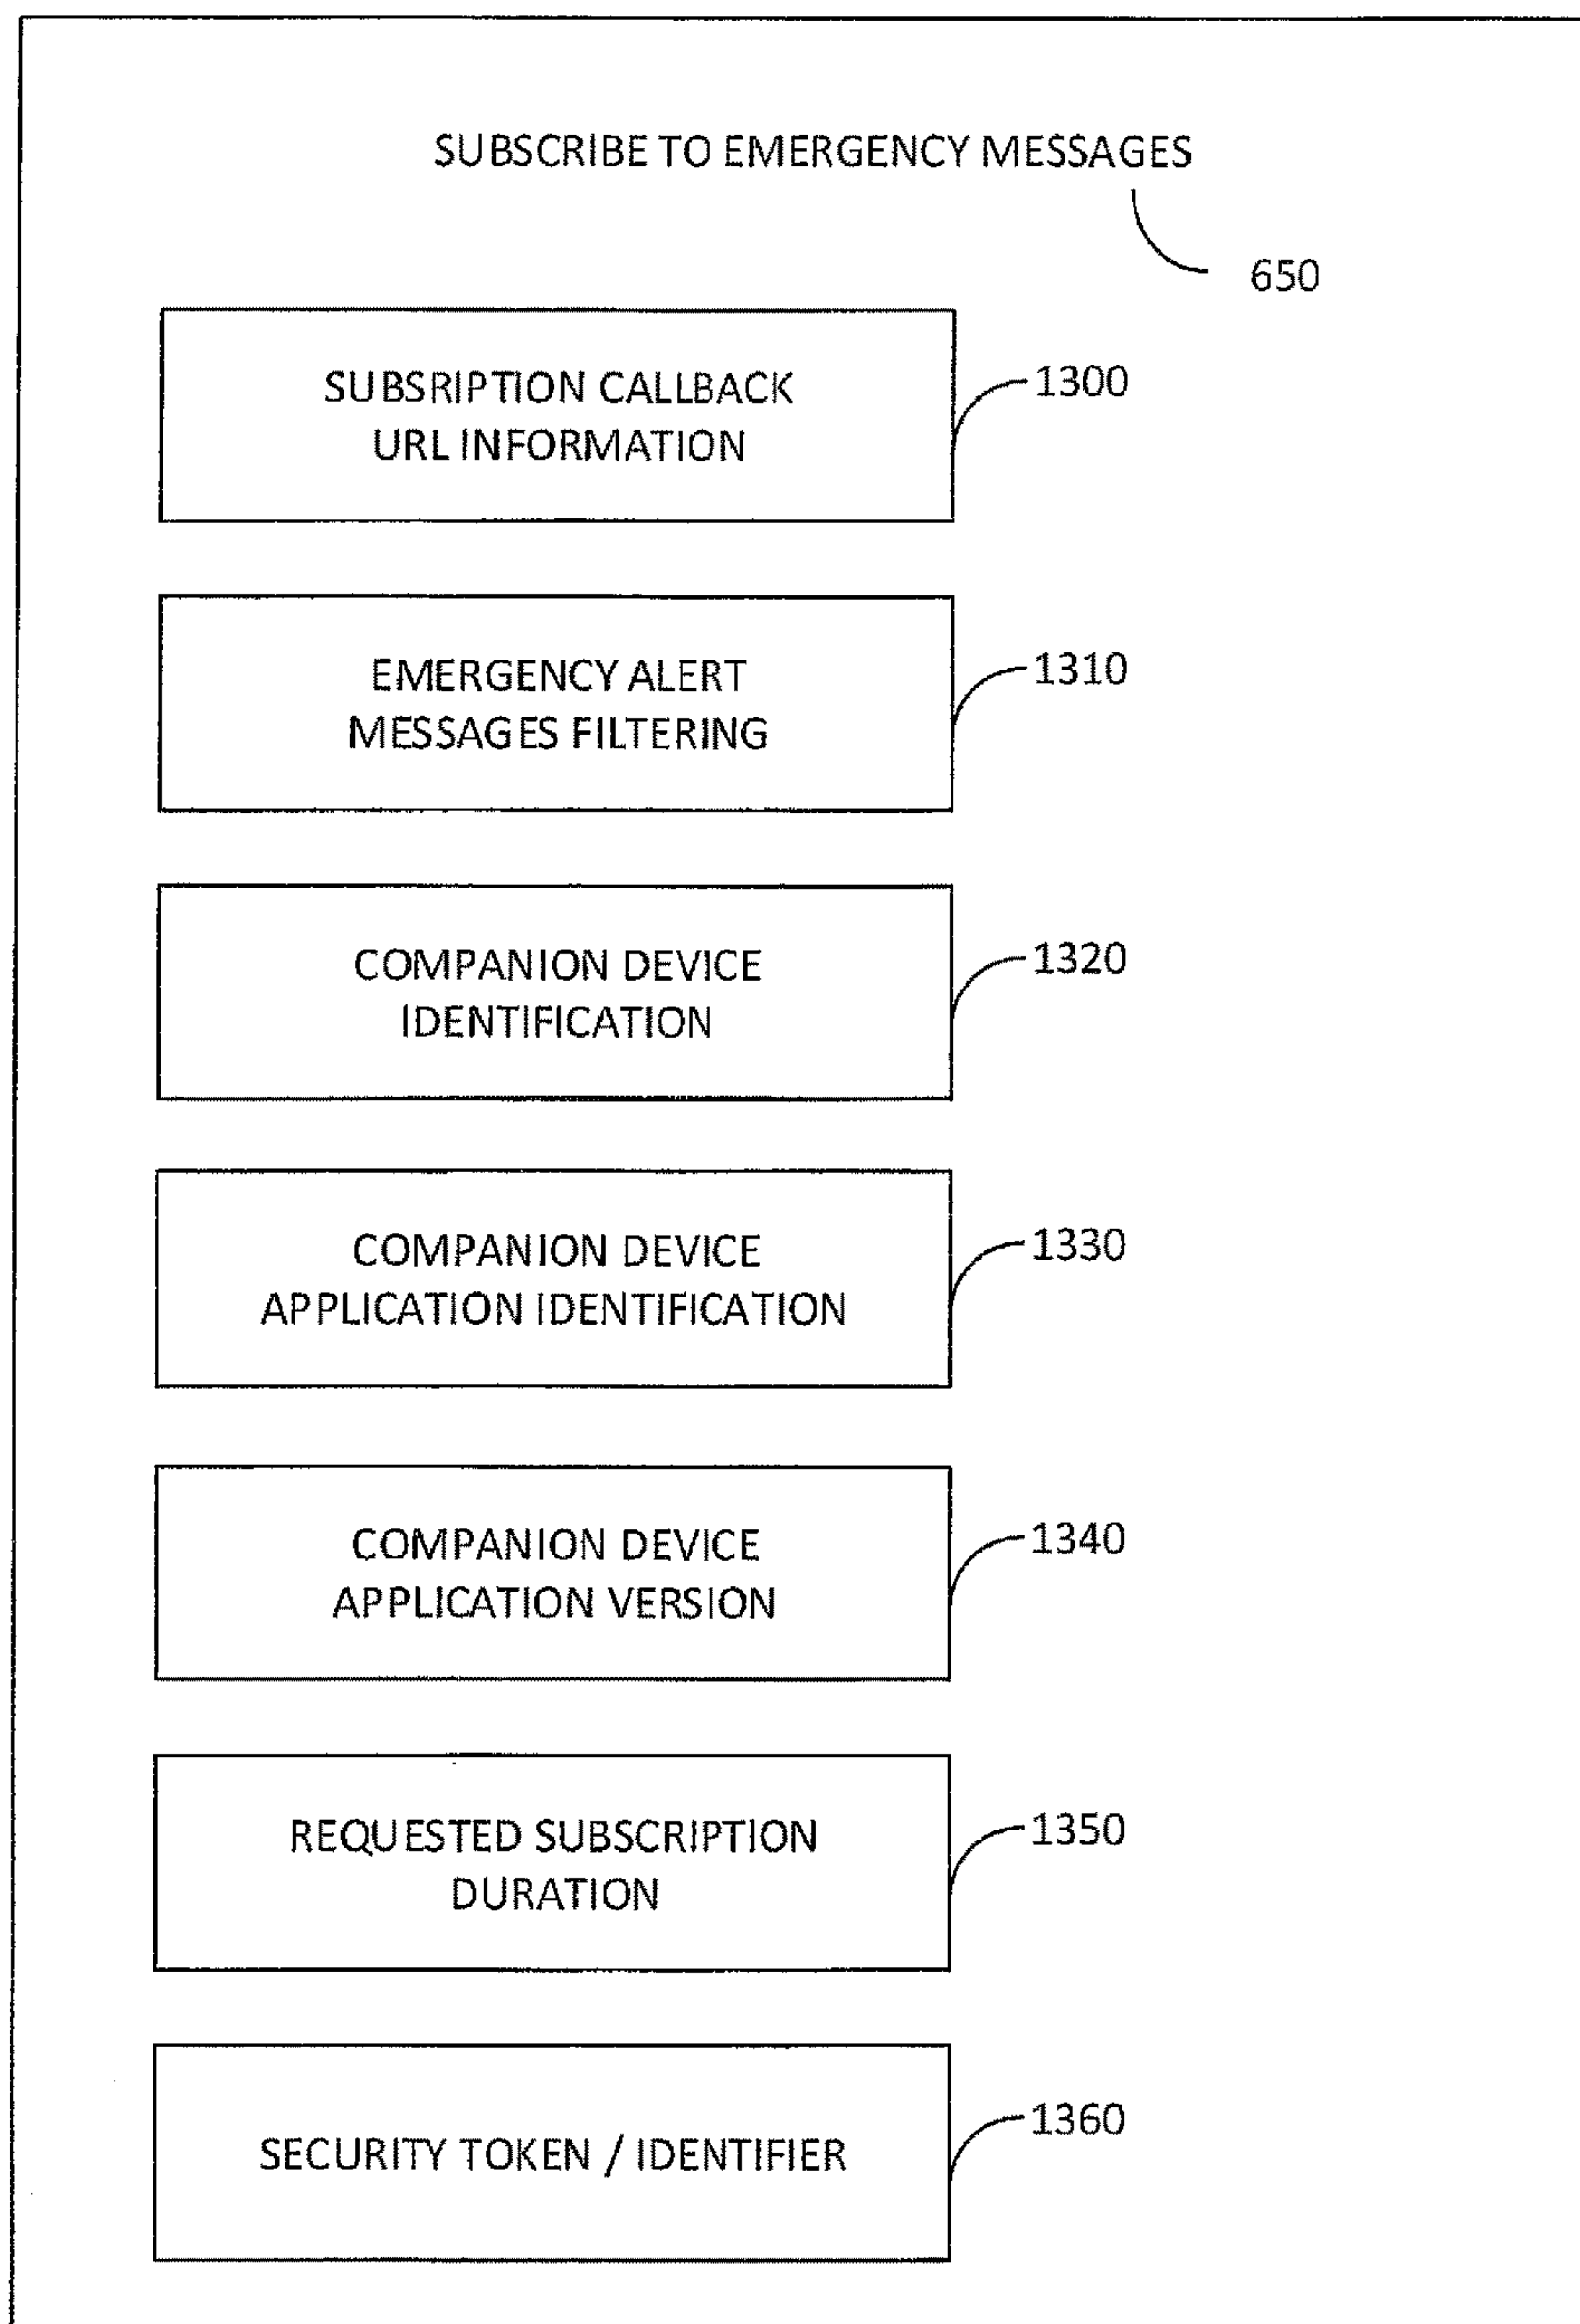 SUBSCRIBE TO EMERGENCY MESSAGES
650
SUBSRIPTION CALLBACK
URL INFORMATION
1300
EMERGENCY ALERT
MESSAGES FILTERING
1310
COMPANION DEVICE
IDENTIFICATION
1320
COMPANION DEVICE
APPLICATION IDENTIFICATION
1330
COMPANION DEVICE
APPLICATION VERSION
1340
REQUESTED SUBSCRIPTION
DURATION
1350
SECURITY TOKEN / IDENTIFIER
1360